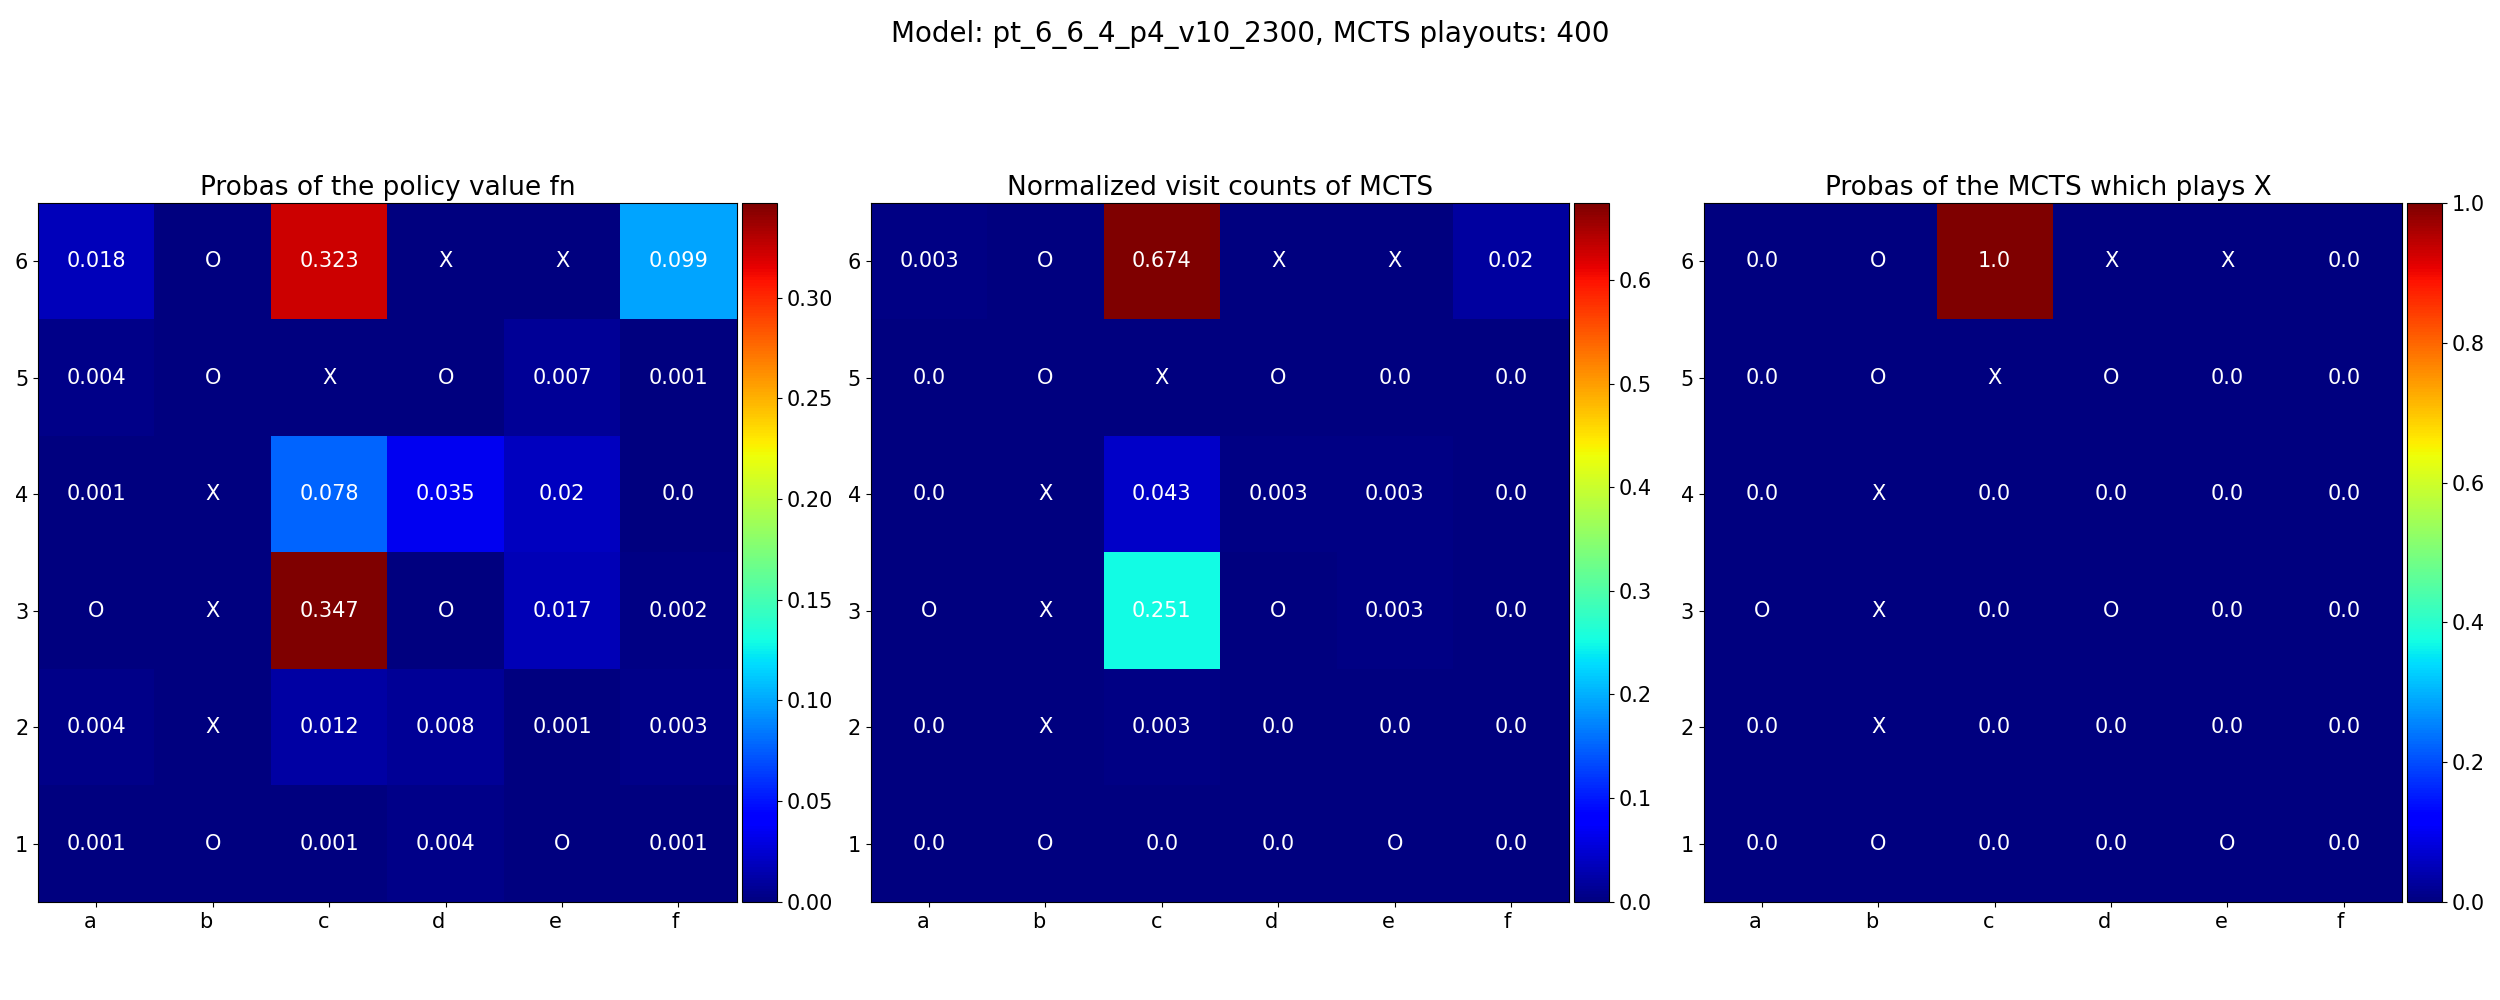 Model: pt_6_6_4_p4_v10_2300, MCTS playouts: 400
Probas of the policy value fn
6 0.018 O 0.323 X X 0.099
5 0.004 O X O 0.007 0.001
4 0.001 X 0.078 0.035 0.02 0.0
3 O X 0.347 O 0.017 0.002
2 0.004 X 0.012 0.008 0.001 0.003
1 0.001 O 0.001 0.004 O 0.001
a b c d e f
0.30
0.25
0.20
0.15
0.10
0.05
0.00
Normalized visit counts of MCTS
6 0.003 O 0.674 X X 0.02
5 0.0 O X O 0.0 0.0
4 0.0 X 0.043 0.003 0.003 0.0
3 O X 0.251 O 0.003 0.0
2 0.0 X 0.003 0.0 0.0 0.0
1 0.0 O 0.0 0.0 O 0.0
a b c d e f
0.6
0.5
0.4
0.3
0.2
0.1
0.0
Probas of the MCTS which plays X
6 0.0 O 1.0 X X 0.0
5 0.0 O X O 0.0 0.0
4 0.0 X 0.0 0.0 0.0 0.0
3 O X 0.0 O 0.0 0.0
2 0.0 X 0.0 0.0 0.0 0.0
1 0.0 O 0.0 0.0 O 0.0
a b c d e f
1.0
0.8
0.6
0.4
0.2
0.0